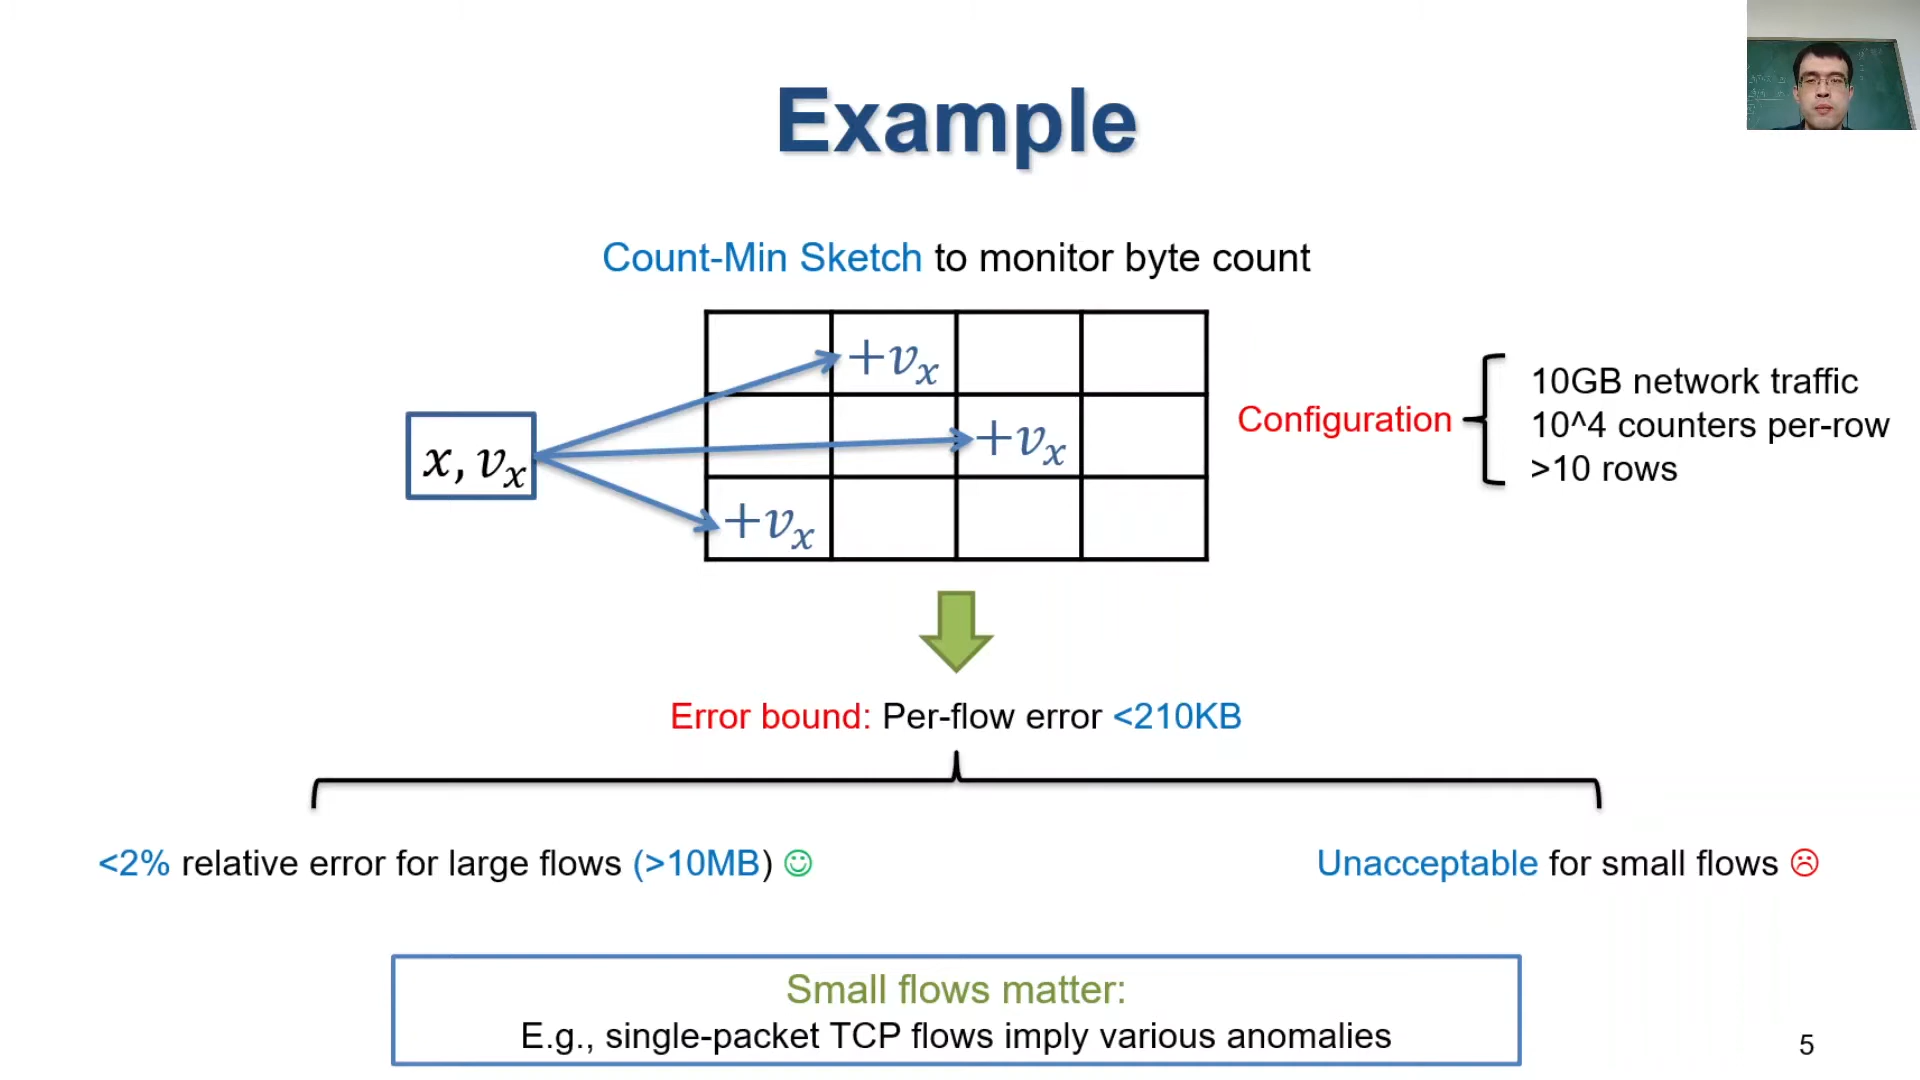 Example
Count-Min Sketch to monitor byte count
+vₓ
+vₓ
+vₓ
x, vₓ
Configuration
10GB network traffic
10^4 counters per-row
>10 rows
Error bound: Per-flow error <210KB
<2% relative error for large flows (>10MB) ☺
Unacceptable for small flows ☹
Small flows matter:
E.g., single-packet TCP flows imply various anomalies
5